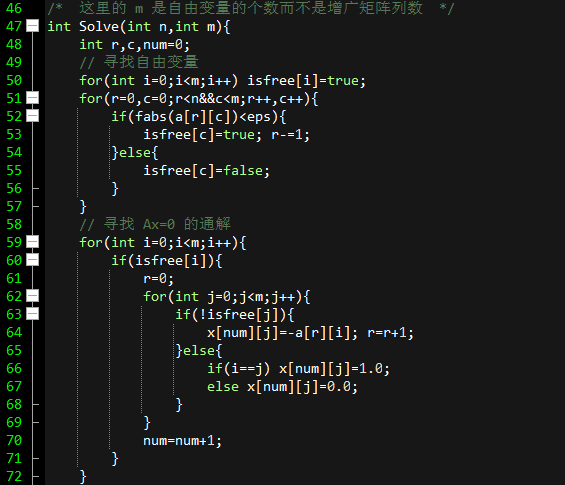 46 /*  这里的 m 是自由变量的个数而不是增广矩阵列数  */
47 int Solve(int n,int m){
48     int r,c,num=0;
49     // 寻找自由变量
50     for(int i=0;i<m;i++) isfree[i]=true;
51     for(r=0,c=0;r<n&&c<m;r++,c++){
52         if(fabs(a[r][c])<eps){
53             isfree[c]=true; r-=1;
54         }else{
55             isfree[c]=false;
56         }
57     }
58     // 寻找 Ax=0 的通解
59     for(int i=0;i<m;i++){
60         if(isfree[i]){
61             r=0;
62             for(int j=0;j<m;j++){
63                 if(!isfree[j]){
64                     x[num][j]=-a[r][i]; r=r+1;
65                 }else{
66                     if(i==j) x[num][j]=1.0;
67                     else x[num][j]=0.0;
68                 }
69             }
70             num=num+1;
71         }
72     }